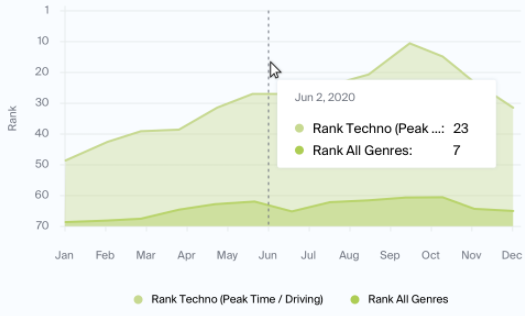 1
10
20
30
40
50
60
70
Rank
Jun 2, 2020
Rank Techno (Peak ...: 23
Rank All Genres: 7
Jan Feb Mar Apr May Jun Jul Aug Sep Oct Nov Dec
Rank Techno (Peak Time / Driving) Rank All Genres